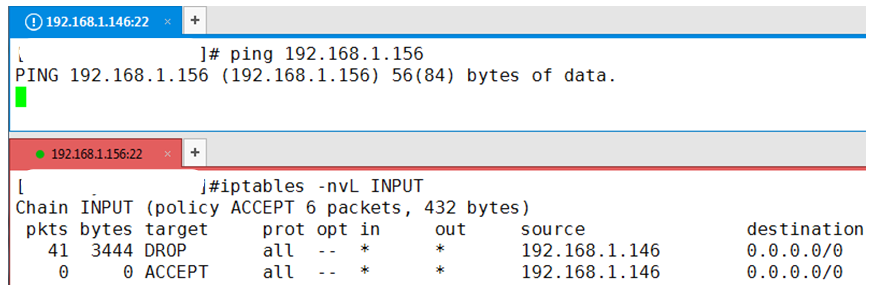 192.168.1.146:22 × +
[ ]# ping 192.168.1.156
PING 192.168.1.156 (192.168.1.156) 56(84) bytes of data.
192.168.1.156:22 × +
[ ]#iptables -nvL INPUT
Chain INPUT (policy ACCEPT 6 packets, 432 bytes)
pkts bytes target prot opt in out source destination
41 3444 DROP all -- * * 192.168.1.146 0.0.0.0/0
0 0 ACCEPT all -- * * 192.168.1.146 0.0.0.0/0